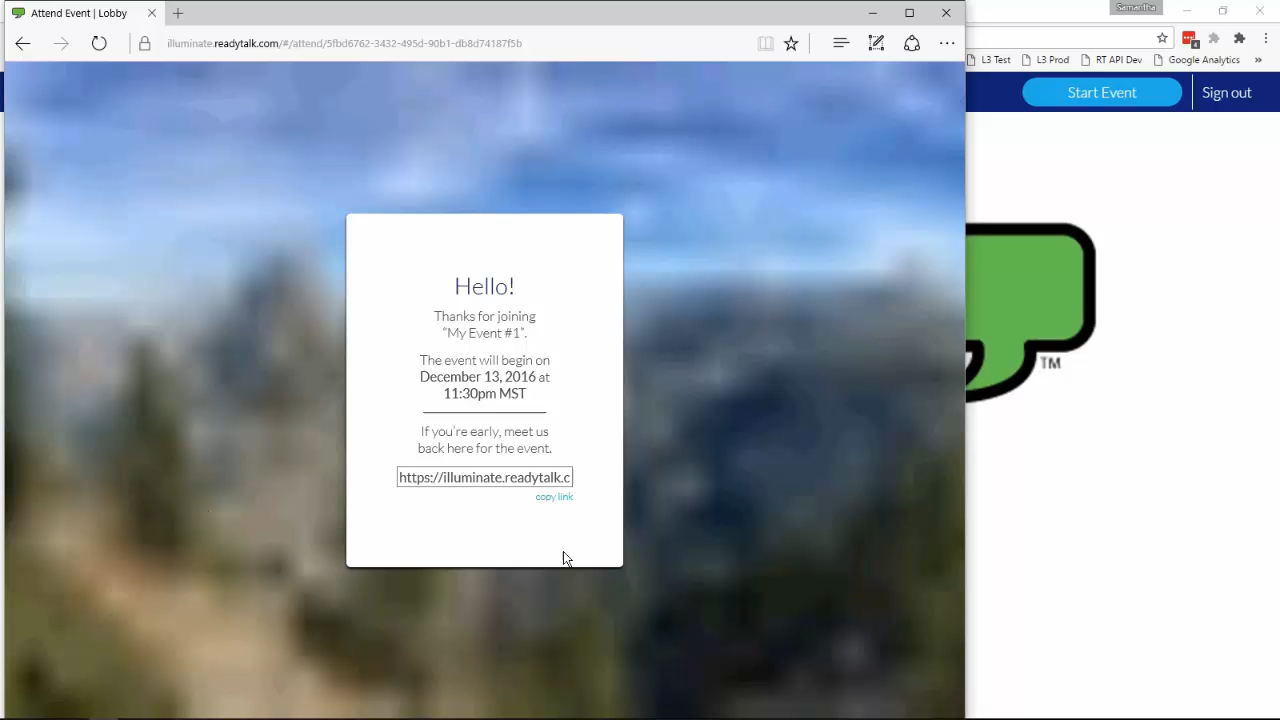 Attend Event | Lobby
Samantha
illuminate.readytalk.com/#/attend/5fbd6762-3432-495d-90b1-db8d74187f5b
L3 Test
L3 Prod
RT API Dev
Google Analytics
»
Start Event
Sign out
Hello!
Thanks for joining
“My Event #1”.
The event will begin on
December 13, 2016 at
11:30pm MST
If you're early, meet us
back here for the event.
https://illuminate.readytalk.c
copy link
TM